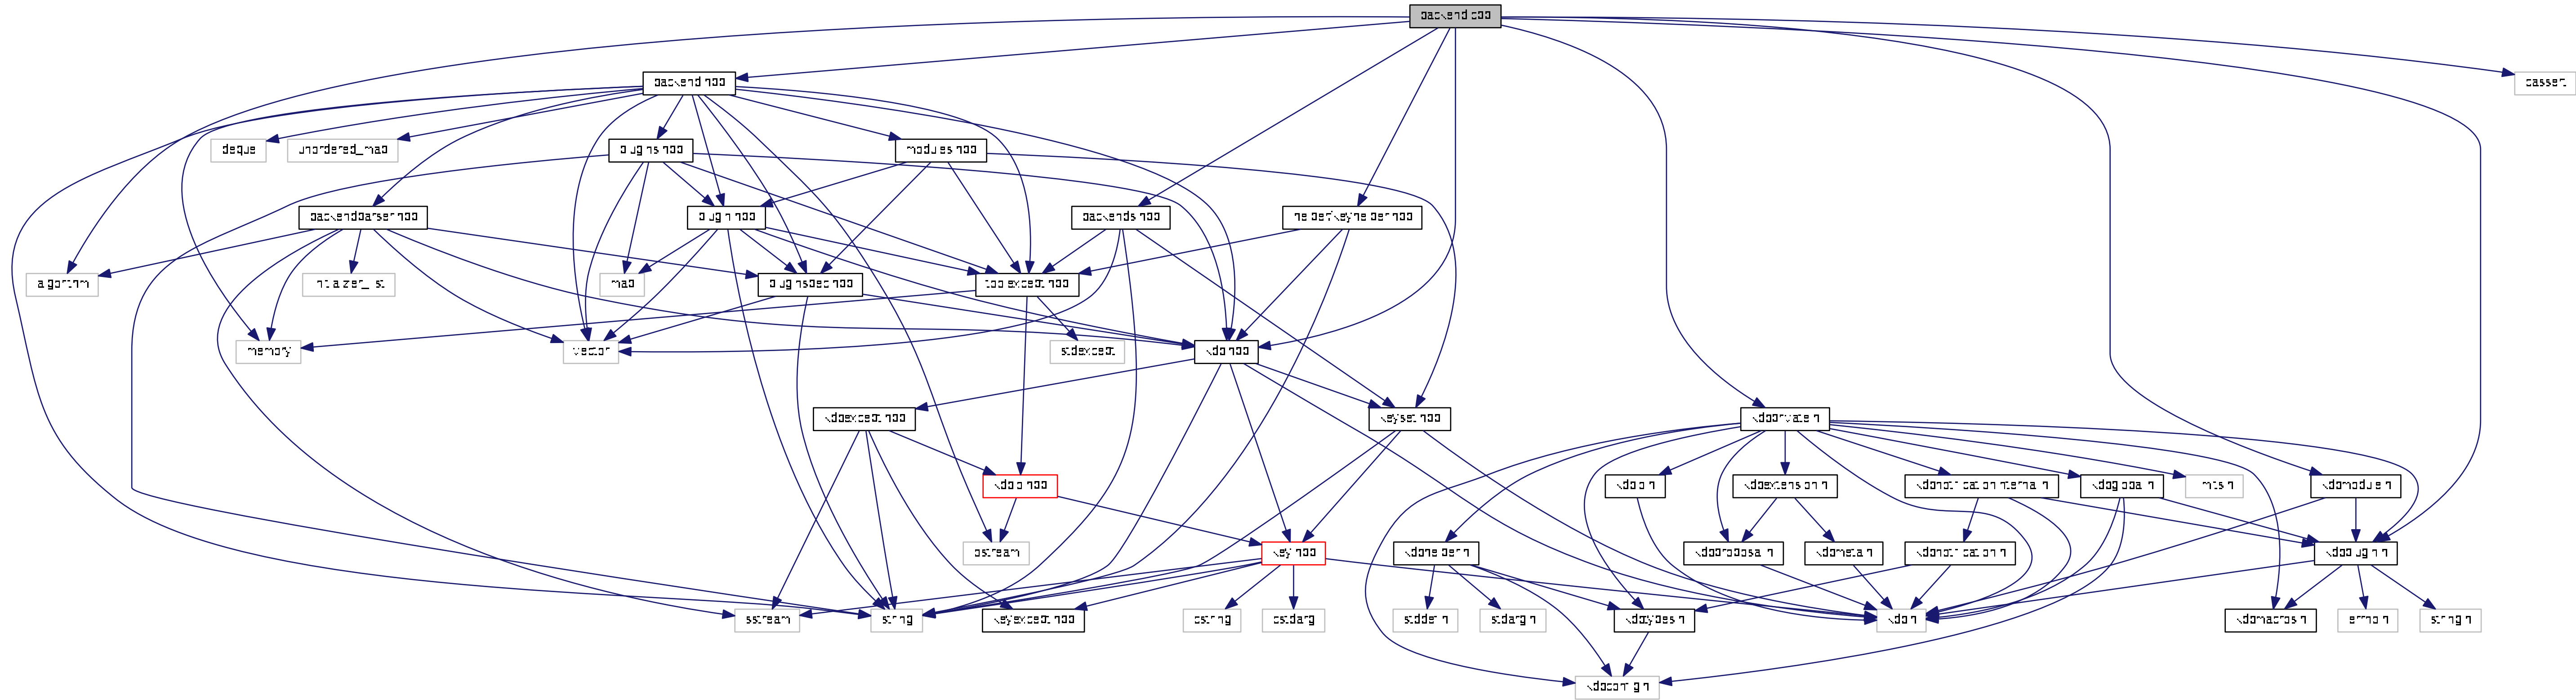 backend.cpp
backend.hpp
cassert
deque
unordered_map
plugins.hpp
modules.hpp
backendparser.hpp
plugin.hpp
backends.hpp
helper/keyhelper.hpp
algorithm
initializer_list
map
pluginspec.hpp
toolexcept.hpp
memory
vector
stdexcept
kdb.hpp
kdbexcept.hpp
keyset.hpp
kdbprivate.h
kdbio.hpp
kdbio.h
kdbextension.h
kdbnotificationinternal.h
kdbglobal.h
limits.h
kdbmodule.h
ostream
key.hpp
kdbhelper.h
kdbproposal.h
kdbmeta.h
kdbnotification.h
kdbplugin.h
sstream
string
keyexcept.hpp
cstring
cstdarg
stddef.h
stdarg.h
kdbtypes.h
kdb.h
kdbmacros.h
errno.h
string.h
kdbconfig.h